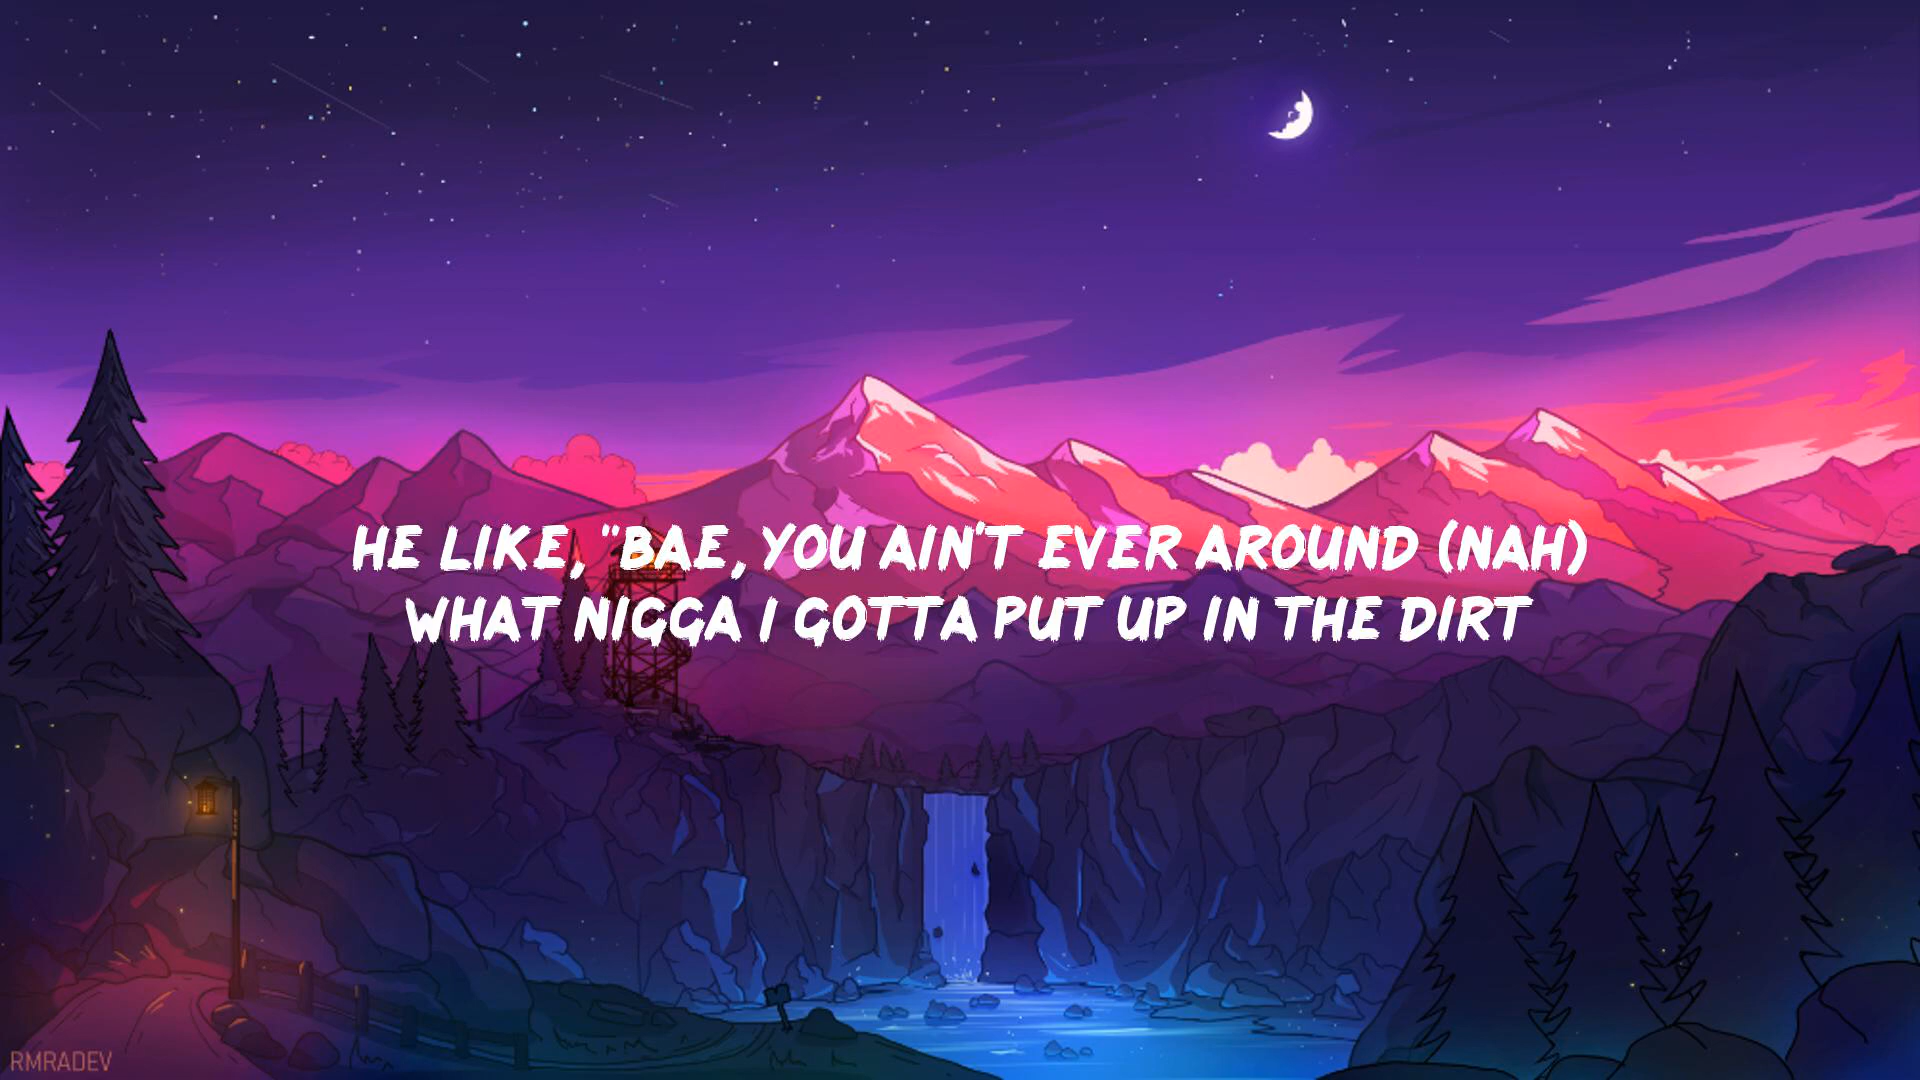 HE LIKE, "BAE, YOU AIN'T EVER AROUND (NAH)
WHAT NIGGA I GOTTA PUT UP IN THE DIRT
RMRADEV